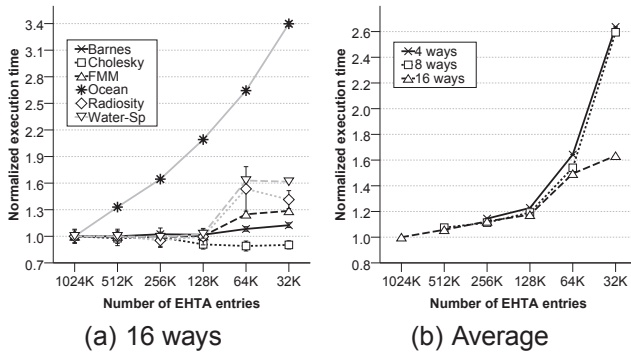 3.4
3.1
2.8
2.5
2.2
1.9
1.6
1.3
1.0
0.7
Normalized execution time
Barnes
Cholesky
FMM
Ocean
Radiosity
Water-Sp
1024K 512K 256K 128K 64K 32K
Number of EHTA entries
(a) 16 ways
2.6
2.4
2.2
2.0
1.8
1.6
1.4
1.2
1.0
0.8
Normalized execution time
4 ways
8 ways
16 ways
1024K 512K 256K 128K 64K 32K
Number of EHTA entries
(b) Average